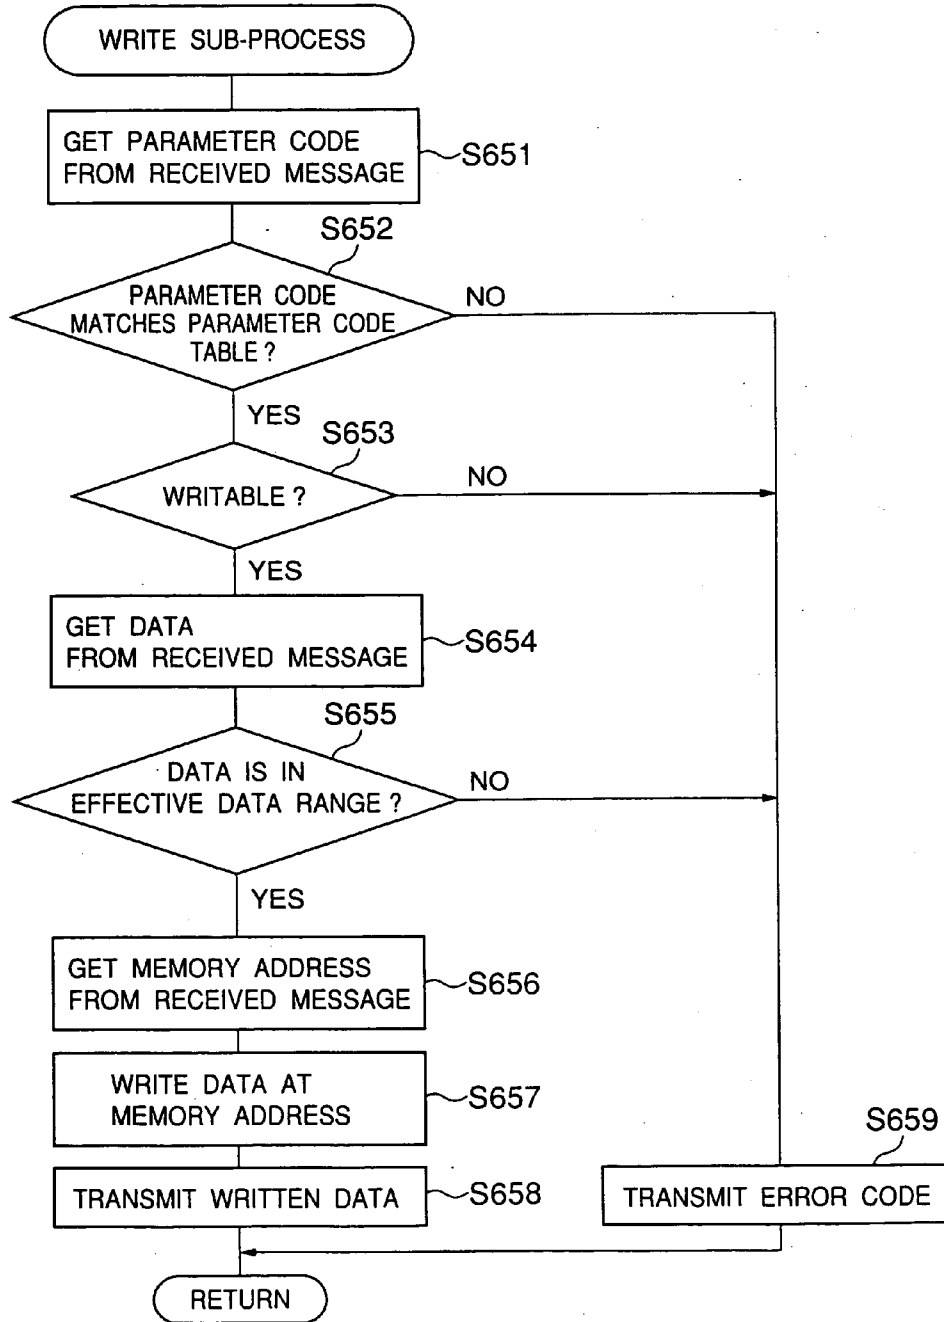 WRITE SUB-PROCESS
GET PARAMETER CODE
FROM RECEIVED MESSAGE
S651
S652
PARAMETER CODE
MATCHES PARAMETER CODE
TABLE ?
NO
YES
S653
WRITABLE ?
NO
YES
GET DATA
FROM RECEIVED MESSAGE
S654
S655
DATA IS IN
EFFECTIVE DATA RANGE ?
NO
YES
GET MEMORY ADDRESS
FROM RECEIVED MESSAGE
S656
WRITE DATA AT
MEMORY ADDRESS
S657
S659
TRANSMIT WRITTEN DATA
S658
TRANSMIT ERROR CODE
RETURN